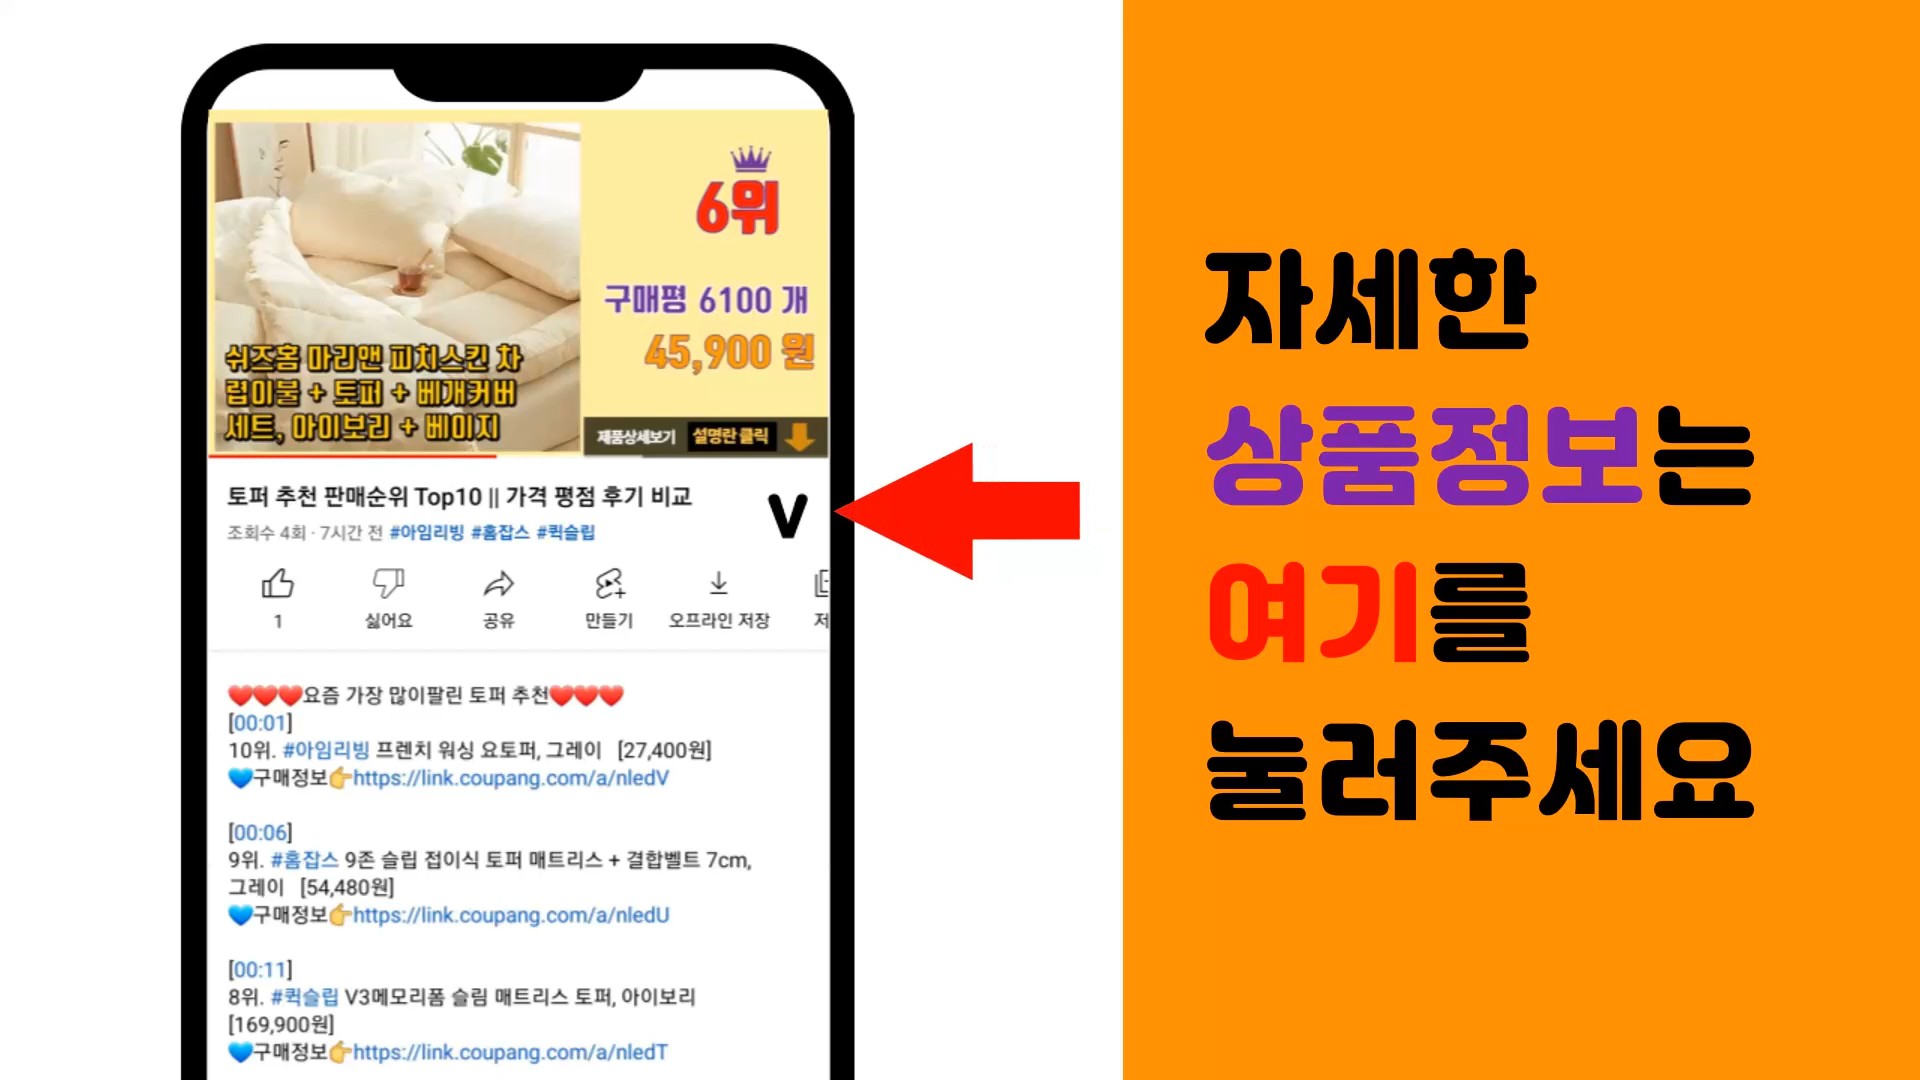 6위
구매평 6100 개
45,900 원
쉬즈홈 마리앤 피치스킨 차
렵이불 + 토퍼 + 베개커버
세트, 아이보리 + 베이지
제품상세보기 설명란 클릭
토퍼 추천 판매순위 Top10 || 가격 평점 후기 비교
V
조회수 4회 · 7시간 전 #아임리빙 #홈잡스 #퀵슬립
1 싫어요 공유 만들기 오프라인 저장 저
❤️❤️❤️요즘 가장 많이팔린 토퍼 추천❤️❤️❤️
[00:01]
10위. #아임리빙 프렌치 워싱 요토퍼, 그레이 [27,400원]
💙구매정보👉https://link.coupang.com/a/nledV
[00:06]
9위. #홈잡스 9존 슬립 접이식 토퍼 매트리스 + 결합벨트 7cm,
그레이 [54,480원]
💙구매정보👉https://link.coupang.com/a/nledU
[00:11]
8위. #퀵슬립 V3메모리폼 슬림 매트리스 토퍼, 아이보리
[169,900원]
💙구매정보👉https://link.coupang.com/a/nledT
자세한
상품정보는
여기를
눌러주세요